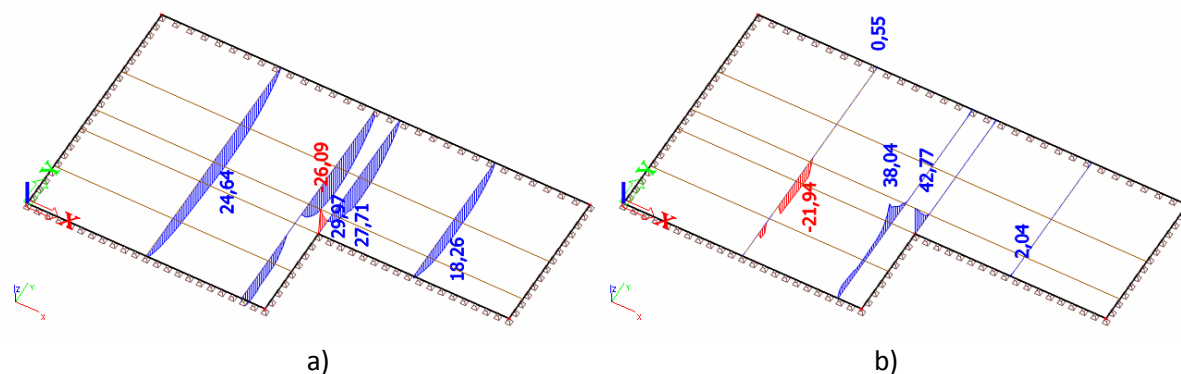 24,64
-26,09
29,97
27,71
18,26
Y
X
z
Y
X
a)
0,55
38,04
42,77
-21,94
2,04
Y
X
z
Y
X
b)